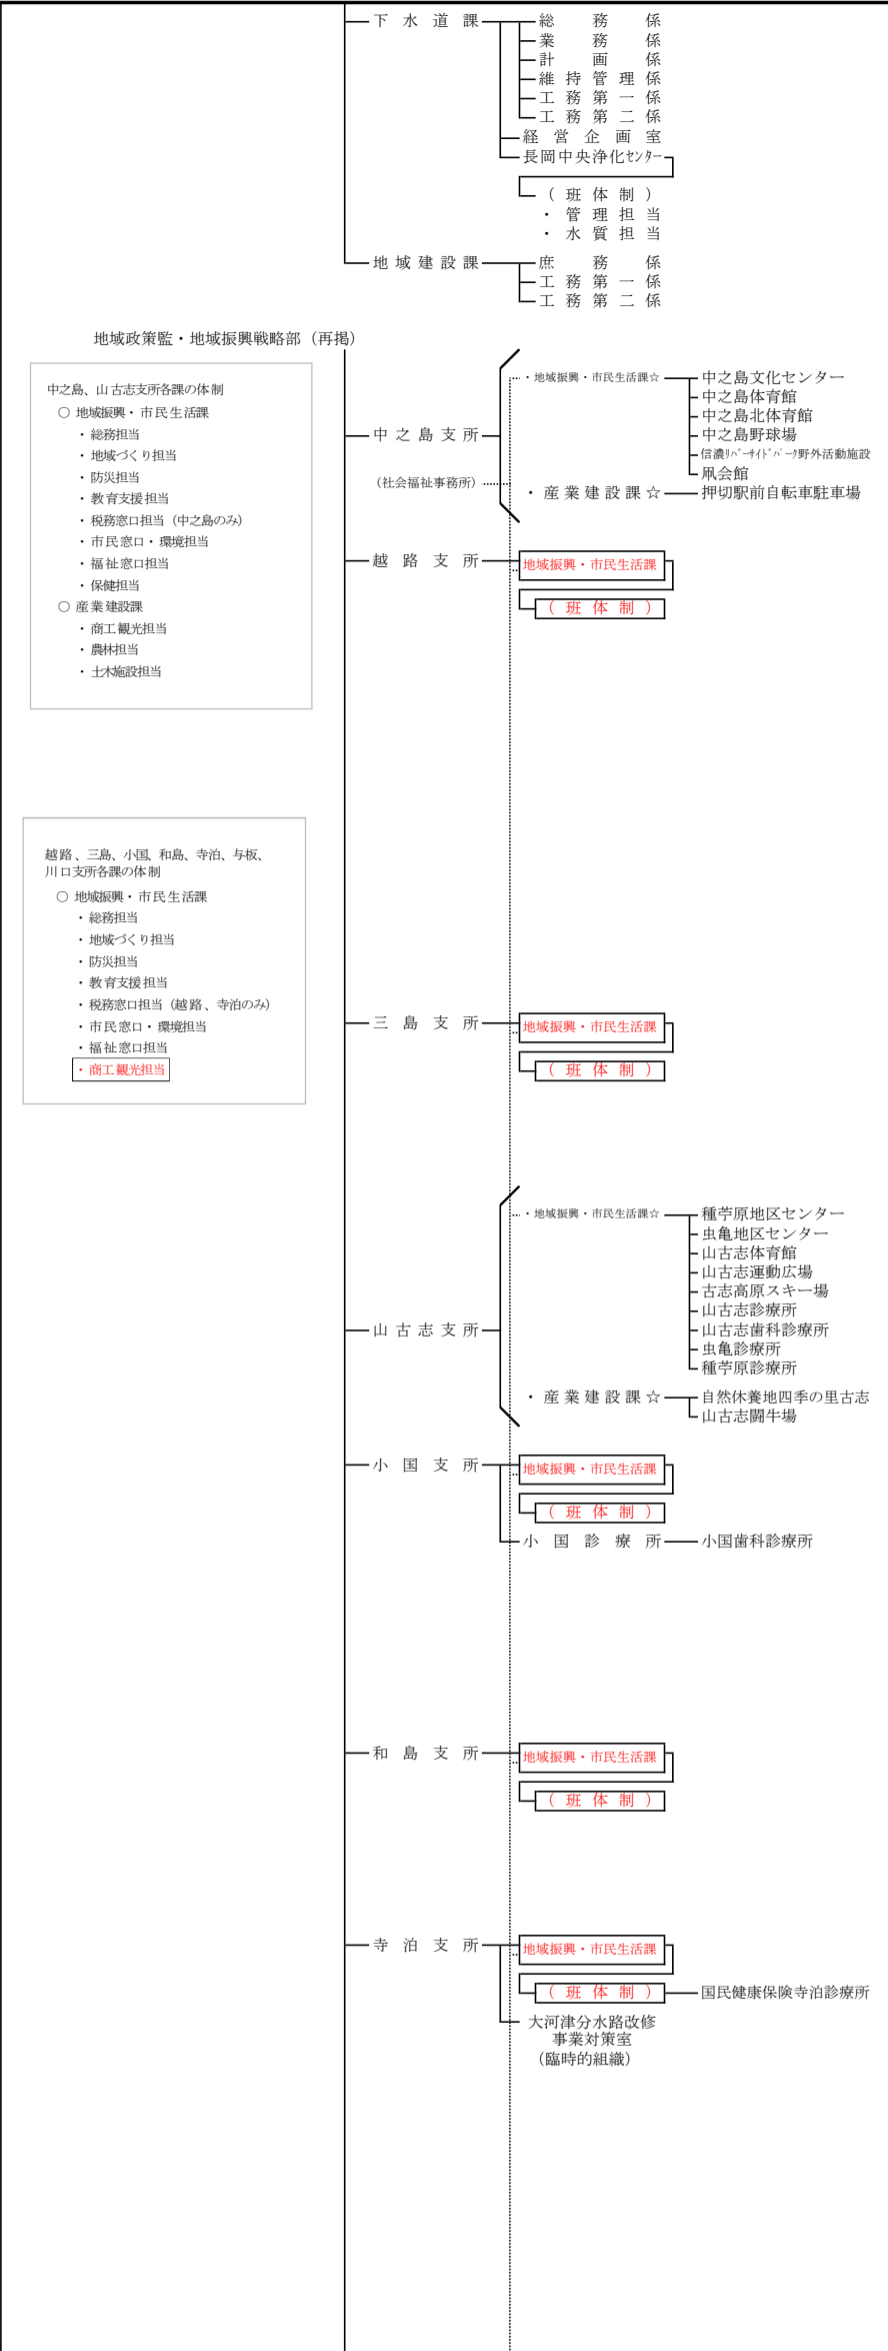 下水道課
総務係
業務係
計画係
維持管理係
工務第一係
工務第二係
経営企画室
長岡中央浄化ｾﾝﾀｰ
（班体制）
・管理担当
・水質担当
地域建設課
庶務係
工務第一係
工務第二係
地域政策監・地域振興戦略部（再掲）
中之島、山古志支所各課の体制
○ 地域振興・市民生活課
・総務担当
・地域づくり担当
・防災担当
・教育支援担当
・税務窓口担当（中之島のみ）
・市民窓口・環境担当
・福祉窓口担当
・保健担当
○ 産業建設課
・商工観光担当
・農林担当
・土木施設担当
中之島支所
（社会福祉事務所）
・地域振興・市民生活課☆
中之島文化センター
中之島体育館
中之島北体育館
中之島野球場
信濃ﾘﾊﾞｰｻｲﾄﾞﾊﾟｰｸ野外活動施設
凧会館
・産業建設課☆
押切駅前自転車駐車場
越路支所
地域振興・市民生活課
（班体制）
越路、三島、小国、和島、寺泊、与板、
川口支所各課の体制
○ 地域振興・市民生活課
・総務担当
・地域づくり担当
・防災担当
・教育支援担当
・税務窓口担当（越路、寺泊のみ）
・市民窓口・環境担当
・福祉窓口担当
・商工観光担当
三島支所
地域振興・市民生活課
（班体制）
山古志支所
・地域振興・市民生活課☆
種苧原地区センター
虫亀地区センター
山古志体育館
山古志運動広場
古志高原スキー場
山古志診療所
山古志歯科診療所
虫亀診療所
種苧原診療所
・産業建設課☆
自然休養地四季の里古志
山古志闘牛場
小国支所
地域振興・市民生活課
（班体制）
小国診療所
小国歯科診療所
和島支所
地域振興・市民生活課
（班体制）
寺泊支所
地域振興・市民生活課
（班体制）
国民健康保険寺泊診療所
大河津分水路改修
事業対策室
（臨時的組織）